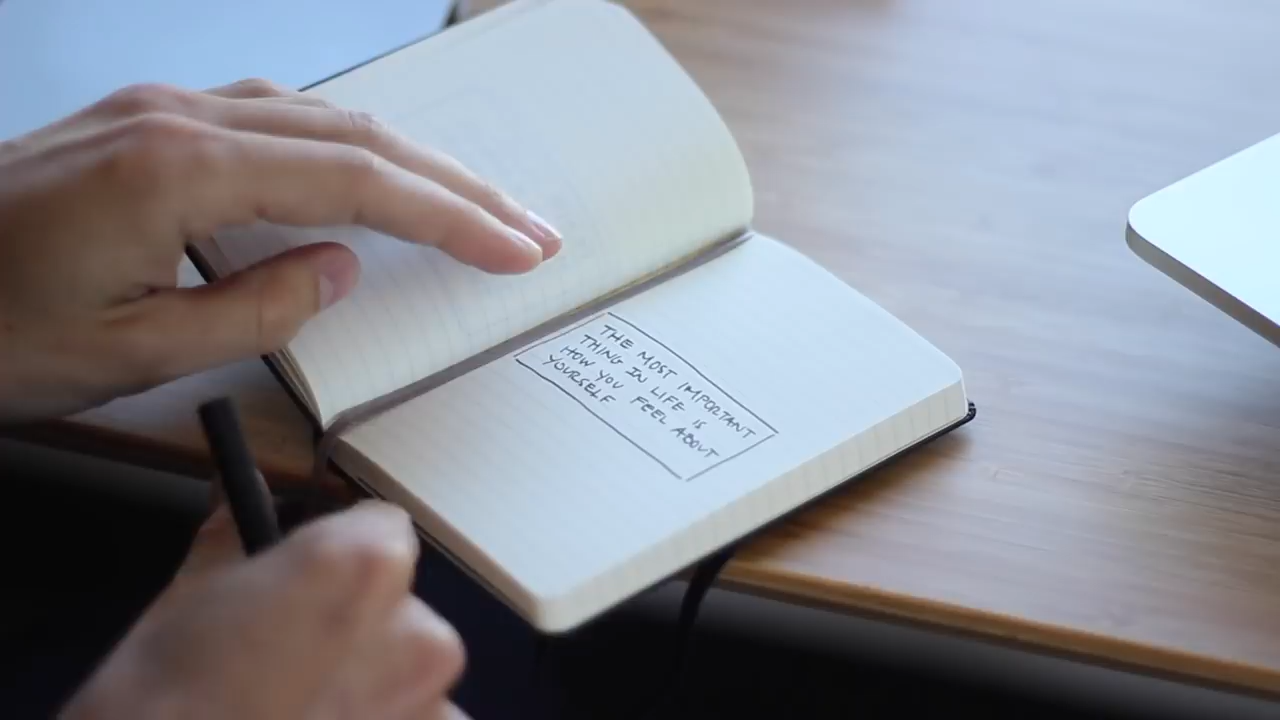 THE MOST IMPORTANT
THING IN LIFE IS
HOW YOU FEEL ABOUT
YOURSELF